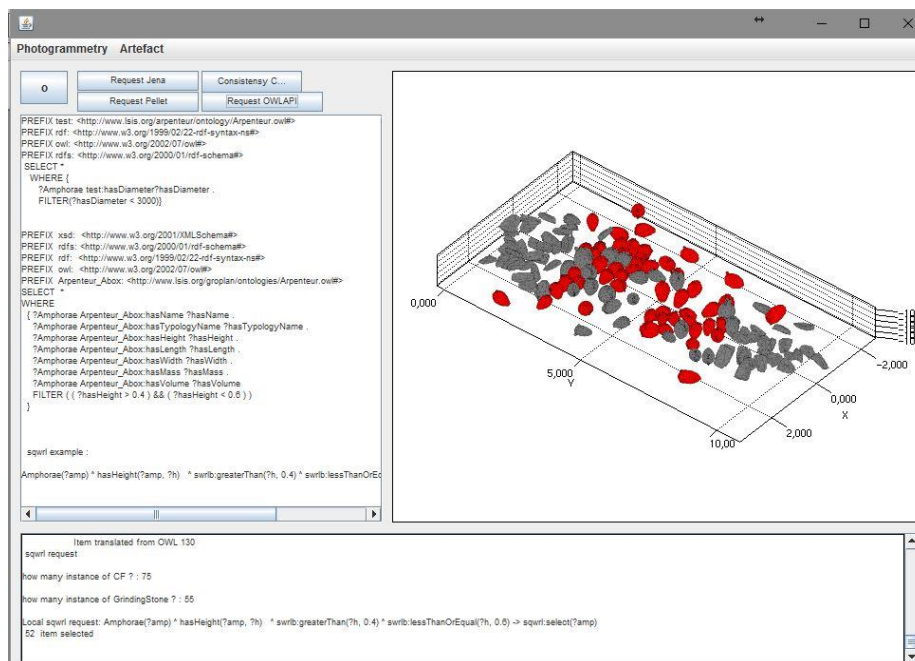 Photogrammetry Artefact
o
Request Jena
Consistensy C...
Request Pellet
Request OWLAPI
PREFIX test: <http://www.lsis.org/arpenteur/ontology/Arpenteur.owl#>
PREFIX rdf: <http://www.w3.org/1999/02/22-rdf-syntax-ns#>
PREFIX owl: <http://www.w3.org/2002/07/owl#>
PREFIX rdfs: <http://www.w3.org/2000/01/rdf-schema#>
SELECT *
WHERE {
?Amphorae test:hasDiameter?hasDiameter .
FILTER(?hasDiameter < 3000)}
PREFIX xsd: <http://www.w3.org/2001/XMLSchema#>
PREFIX rdfs: <http://www.w3.org/2000/01/rdf-schema#>
PREFIX rdf: <http://www.w3.org/1999/02/22-rdf-syntax-ns#>
PREFIX owl: <http://www.w3.org/2002/07/owl#>
PREFIX Arpenteur_Abox: <http://www.lsis.org/groplan/ontologies/Arpenteur.owl#>
SELECT *
WHERE
{ ?Amphorae Arpenteur_Abox:hasName ?hasName .
?Amphorae Arpenteur_Abox:hasTypologyName ?hasTypologyName .
?Amphorae Arpenteur_Abox:hasHeight ?hasHeight .
?Amphorae Arpenteur_Abox:hasLength ?hasLength .
?Amphorae Arpenteur_Abox:hasWidth ?hasWidth .
?Amphorae Arpenteur_Abox:hasMass ?hasMass .
?Amphorae Arpenteur_Abox:hasVolume ?hasVolume
FILTER ( ( ?hasHeight > 0.4 ) && ( ?hasHeight < 0.6 ) )
}
sqwrl example :
Amphorae(?amp) ^ hasHeight(?amp, ?h) ^ swrlb:greaterThan(?h, 0.4) ^ swrlb:lessThanOrEc
0,000
5,000
Y
10,00
-2,000
0,000
X
2,000
Item translated from OWL 130
sqwrl request
how many instance of CF ? : 75
how many instance of GrindingStone ? : 55
Local sqwrl request: Amphorae(?amp) ^ hasHeight(?amp, ?h) ^ swrlb:greaterThan(?h, 0.4) ^ swrlb:lessThanOrEqual(?h, 0.6) -> sqwrl:select(?amp)
52 item selected